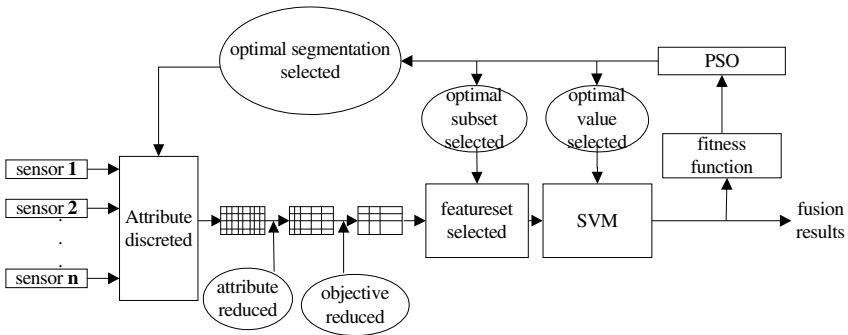 optimal segmentation
selected
PSO
optimal
subset
selected
optimal
value
selected
fitness
function
sensor 1
sensor 2
.
.
.
sensor n
Attribute
discreted
featureset
selected
SVM
fusion
results
attribute
reduced
objective
reduced